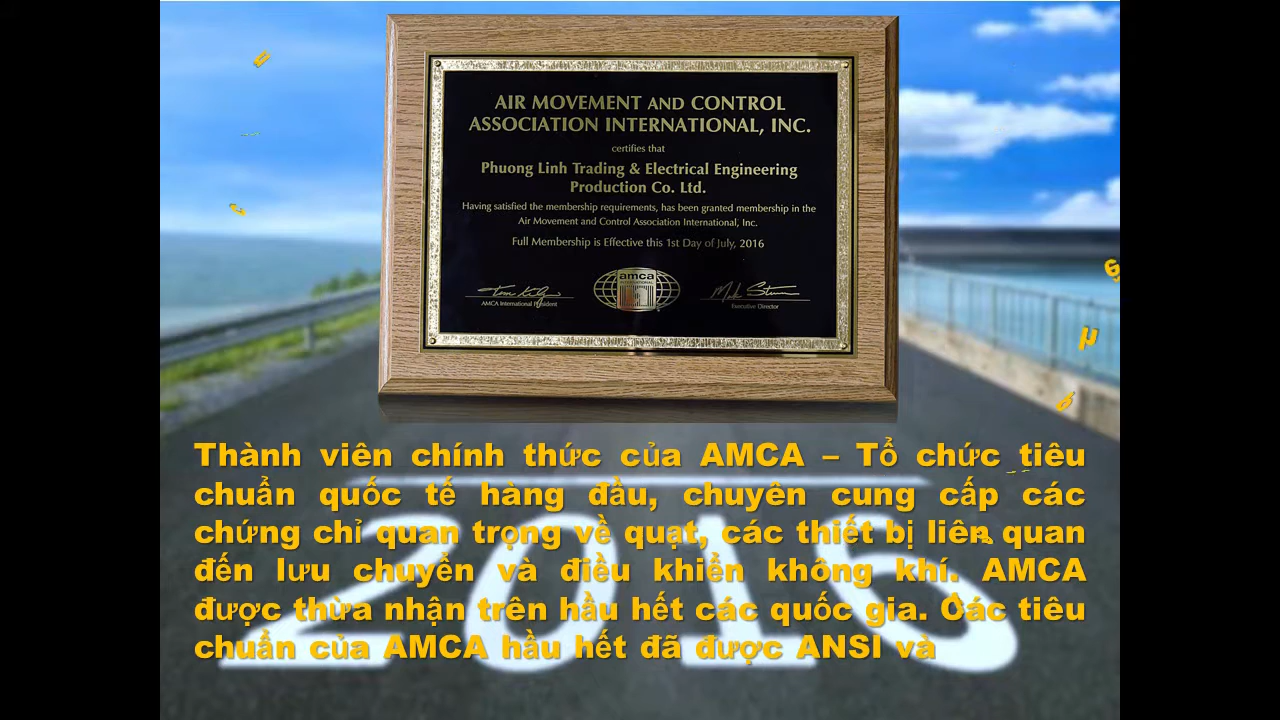 AIR MOVEMENT AND CONTROL
ASSOCIATION INTERNATIONAL, INC.
certifies that
Phuong Linh Trading & Electrical Engineering
Production Co. Ltd.
Having satisfied the membership requirements, has been granted membership in the
Air Movement and Control Association International, Inc.
Full Membership is Effective this 1st Day of July, 2016
amca
INTERNATIONAL
AMCA International President
Executive Director
Thành viên chính thức của AMCA – Tổ chức tiêu
chuẩn quốc tế hàng đầu, chuyên cung cấp các
chứng chỉ quan trọng về quạt, các thiết bị liên quan
đến lưu chuyển và điều khiển không khí. AMCA
được thừa nhận trên hầu hết các quốc gia. Các tiêu
chuẩn của AMCA hầu hết đã được ANSI và
2016